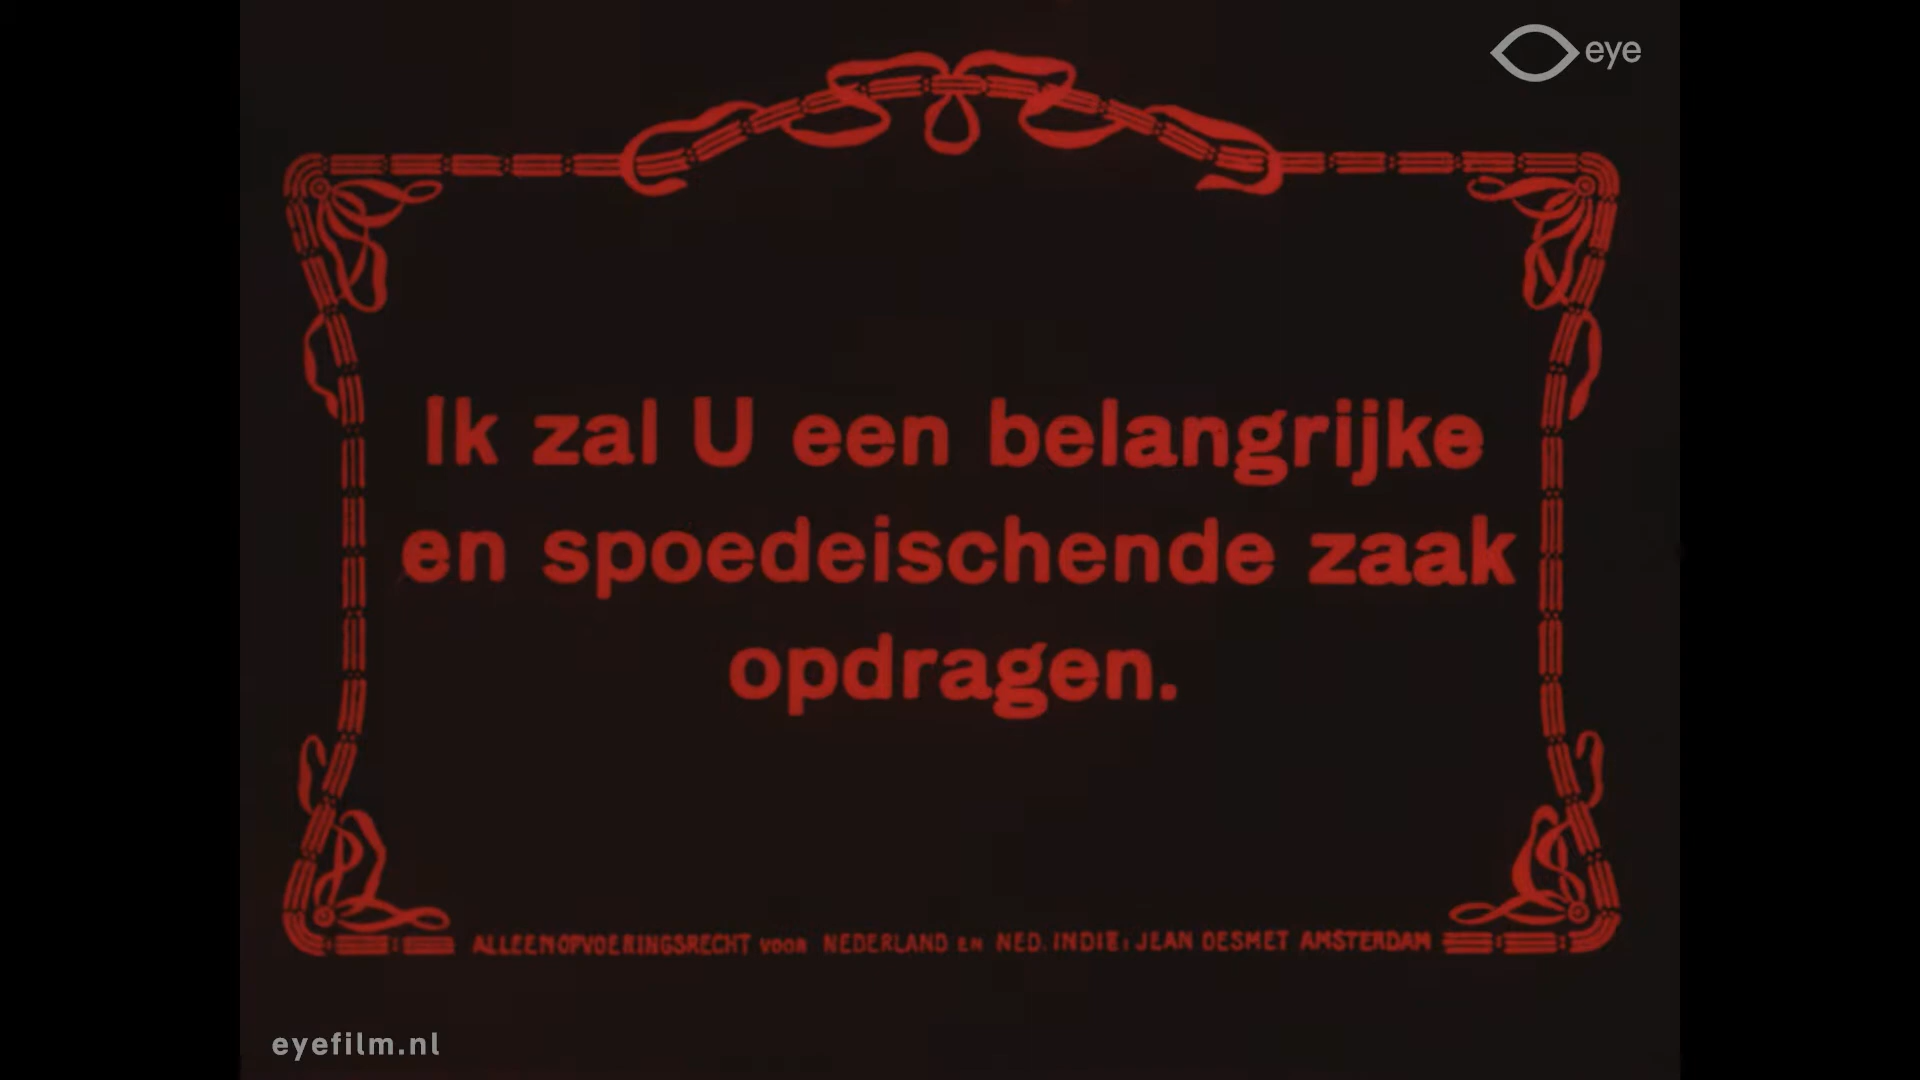 eye
Ik zal U een belangrijke
en spoedeischende zaak
opdragen.
ALLEENOPVOERINGSRECHT voor NEDERLAND EN NED. INDIE: JEAN DESMET AMSTERDAM
eyefilm.nl